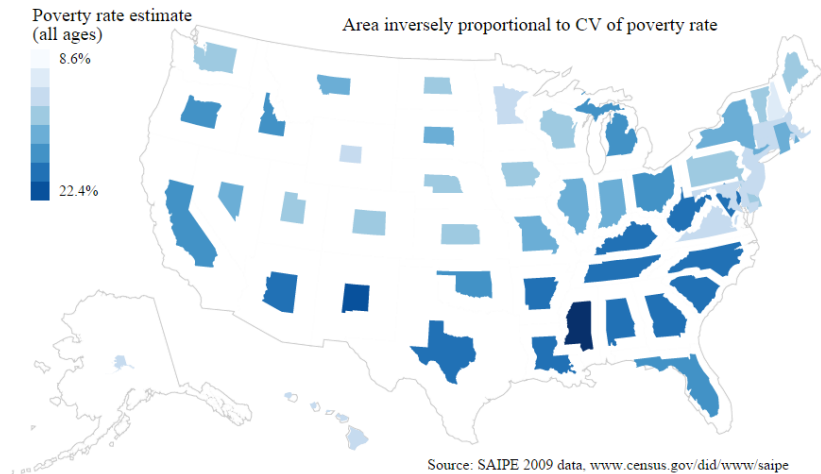 Poverty rate estimate
(all ages)
Area inversely proportional to CV of poverty rate
8.6%
22.4%
Source: SAIPE 2009 data, www.census.gov/did/www/saipe